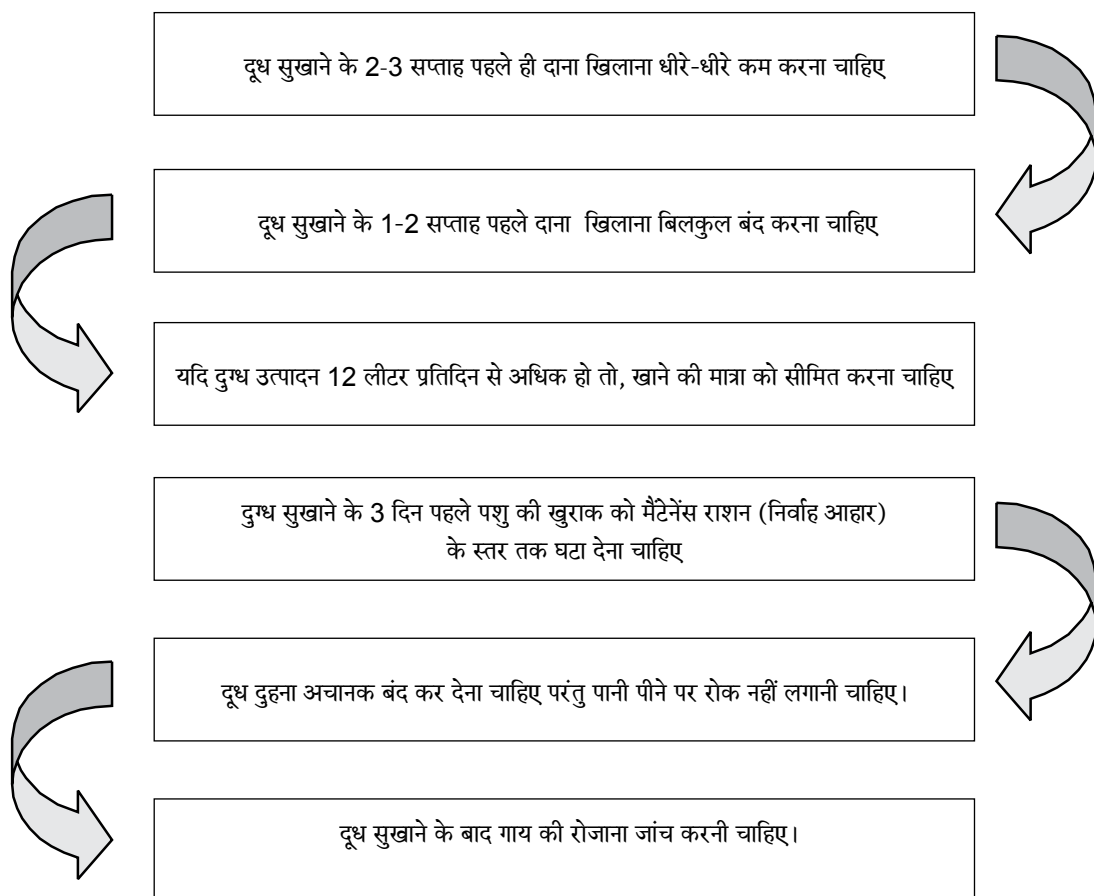 दूध सुखाने के 2-3 सप्ताह पहले ही दाना खिलाना धीरे-धीरे कम करना चाहिए
दूध सुखाने के 1-2 सप्ताह पहले दाना खिलाना बिलकुल बंद करना चाहिए
यदि दुग्ध उत्पादन 12 लीटर प्रतिदिन से अधिक हो तो, खाने की मात्रा को सीमित करना चाहिए
दुग्ध सुखाने के 3 दिन पहले पशु की खुराक को मैंटेनेंस राशन (निर्वाह आहार)
के स्तर तक घटा देना चाहिए
दूध दुहना अचानक बंद कर देना चाहिए परंतु पानी पीने पर रोक नहीं लगानी चाहिए।
दूध सुखाने के बाद गाय की रोजाना जांच करनी चाहिए।